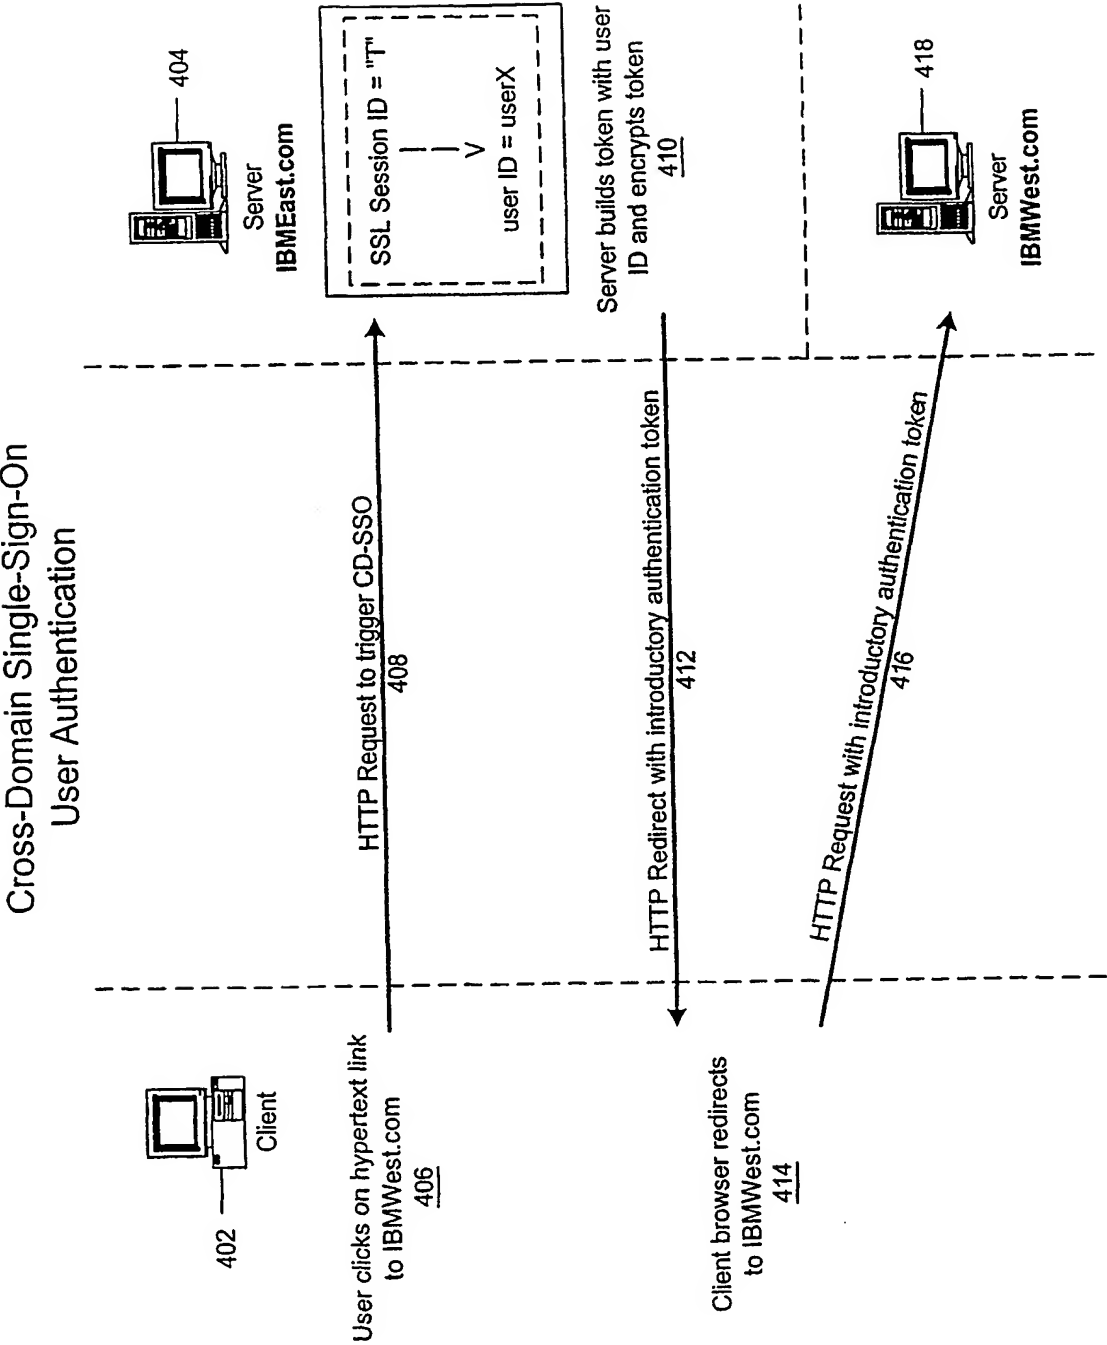 Cross-Domain Single-Sign-On
User Authentication
402
Client
404
Server
IBMEast.com
User clicks on hypertext link
to IBMWest.com
406
HTTP Request to trigger CD-SSO
408
SSL Session ID = "T"
user ID = userX
Server builds token with user
ID and encrypts token
410
HTTP Redirect with introductory authentication token
412
Client browser redirects
to IBMWest.com
414
HTTP Request with introductory authentication token
416
418
Server
IBMWest.com